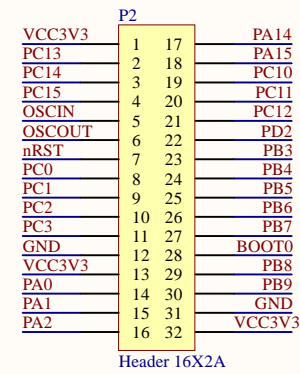 P2
VCC3V3 1 17 PA14
PC13 2 18 PA15
PC14 3 19 PC10
PC15 4 20 PC11
OSCIN 5 21 PC12
OSCOUT 6 22 PD2
nRST 7 23 PB3
PC0 8 24 PB4
PC1 9 25 PB5
PC2 10 26 PB6
PC3 11 27 PB7
GND 12 28 BOOT0
VCC3V3 13 29 PB8
PA0 14 30 PB9
PA1 15 31 GND
PA2 16 32 VCC3V3
Header 16X2A